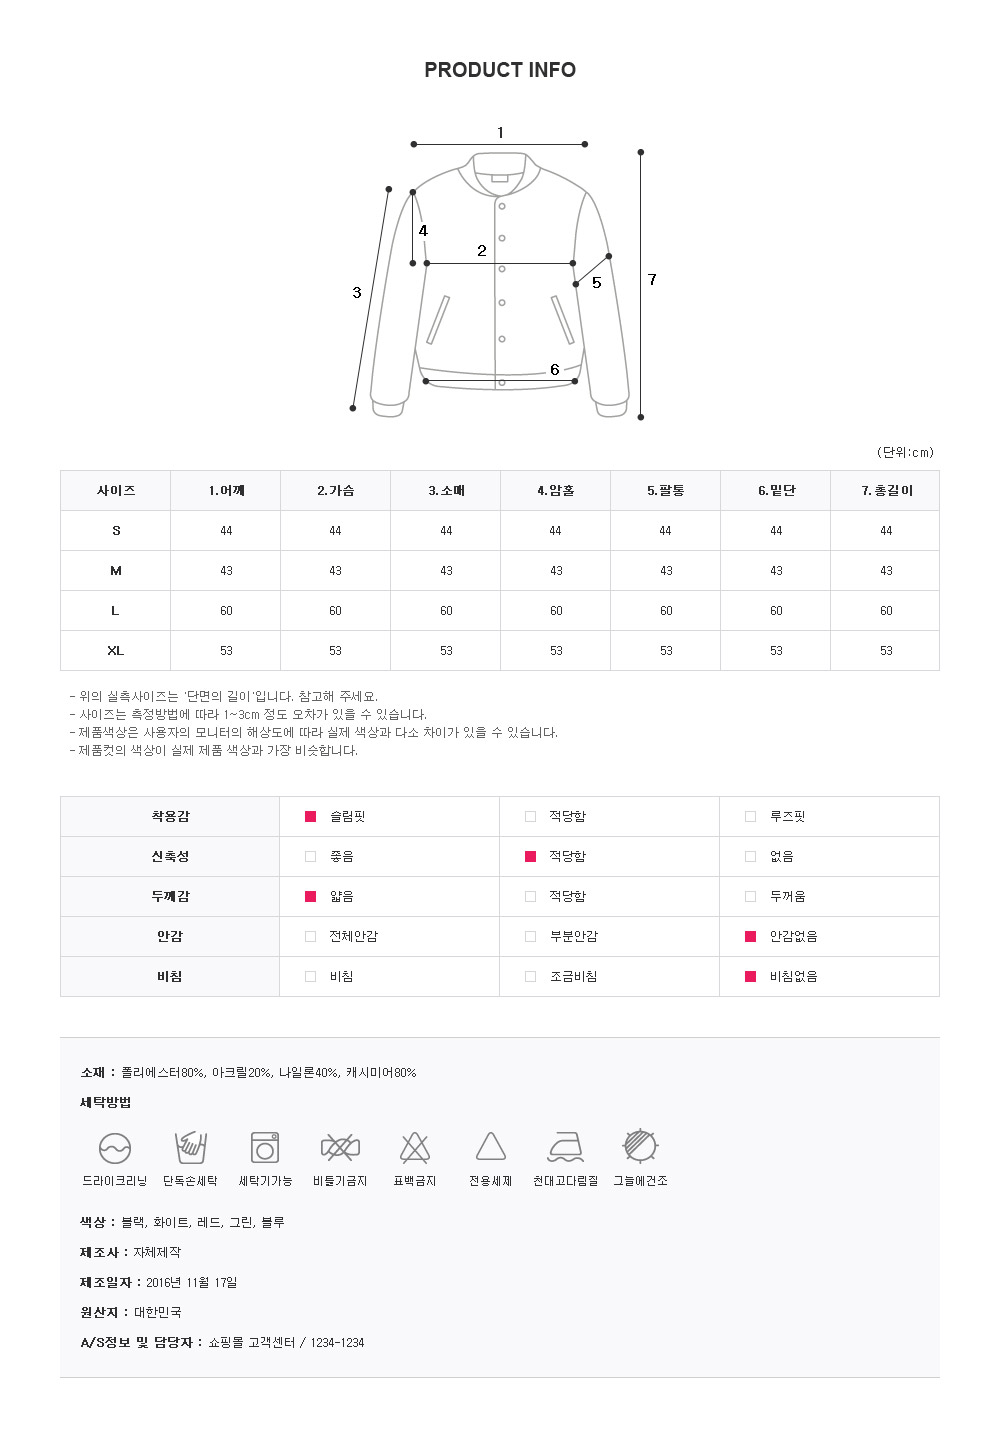 PRODUCT INFO
1
4
2
3
5
7
6
(단위:cm)
사이즈 1.어깨 2.가슴 3.소매 4.암홀 5.팔통 6.밑단 7.총길이
S 44 44 44 44 44 44 44
M 43 43 43 43 43 43 43
L 60 60 60 60 60 60 60
XL 53 53 53 53 53 53 53
- 위의 실측사이즈는 '단면의 길이'입니다. 참고해 주세요.
- 사이즈는 측정방법에 따라 1~3cm 정도 오차가 있을 수 있습니다.
- 제품색상은 사용자의 모니터의 해상도에 따라 실제 색상과 다소 차이가 있을 수 있습니다.
- 제품컷의 색상이 실제 제품 색상과 가장 비슷합니다.
착용감 슬림핏 적당함 루즈핏
신축성 좋음 적당함 없음
두께감 얇음 적당함 두꺼움
안감 전체안감 부분안감 안감없음
비침 비침 조금비침 비침없음
소재 : 폴리에스터80%, 아크릴20%, 나일론40%, 캐시미어80%
세탁방법
드라이크리닝 단독손세탁 세탁기가능 비틀기금지 표백금지 전용세제 천대고다림질 그늘에건조
색상 : 블랙, 화이트, 레드, 그린, 블루
제조사 : 자체제작
제조일자 : 2016년 11월 17일
원산지 : 대한민국
A/S정보 및 담당자 : 쇼핑몰 고객센터 / 1234-1234